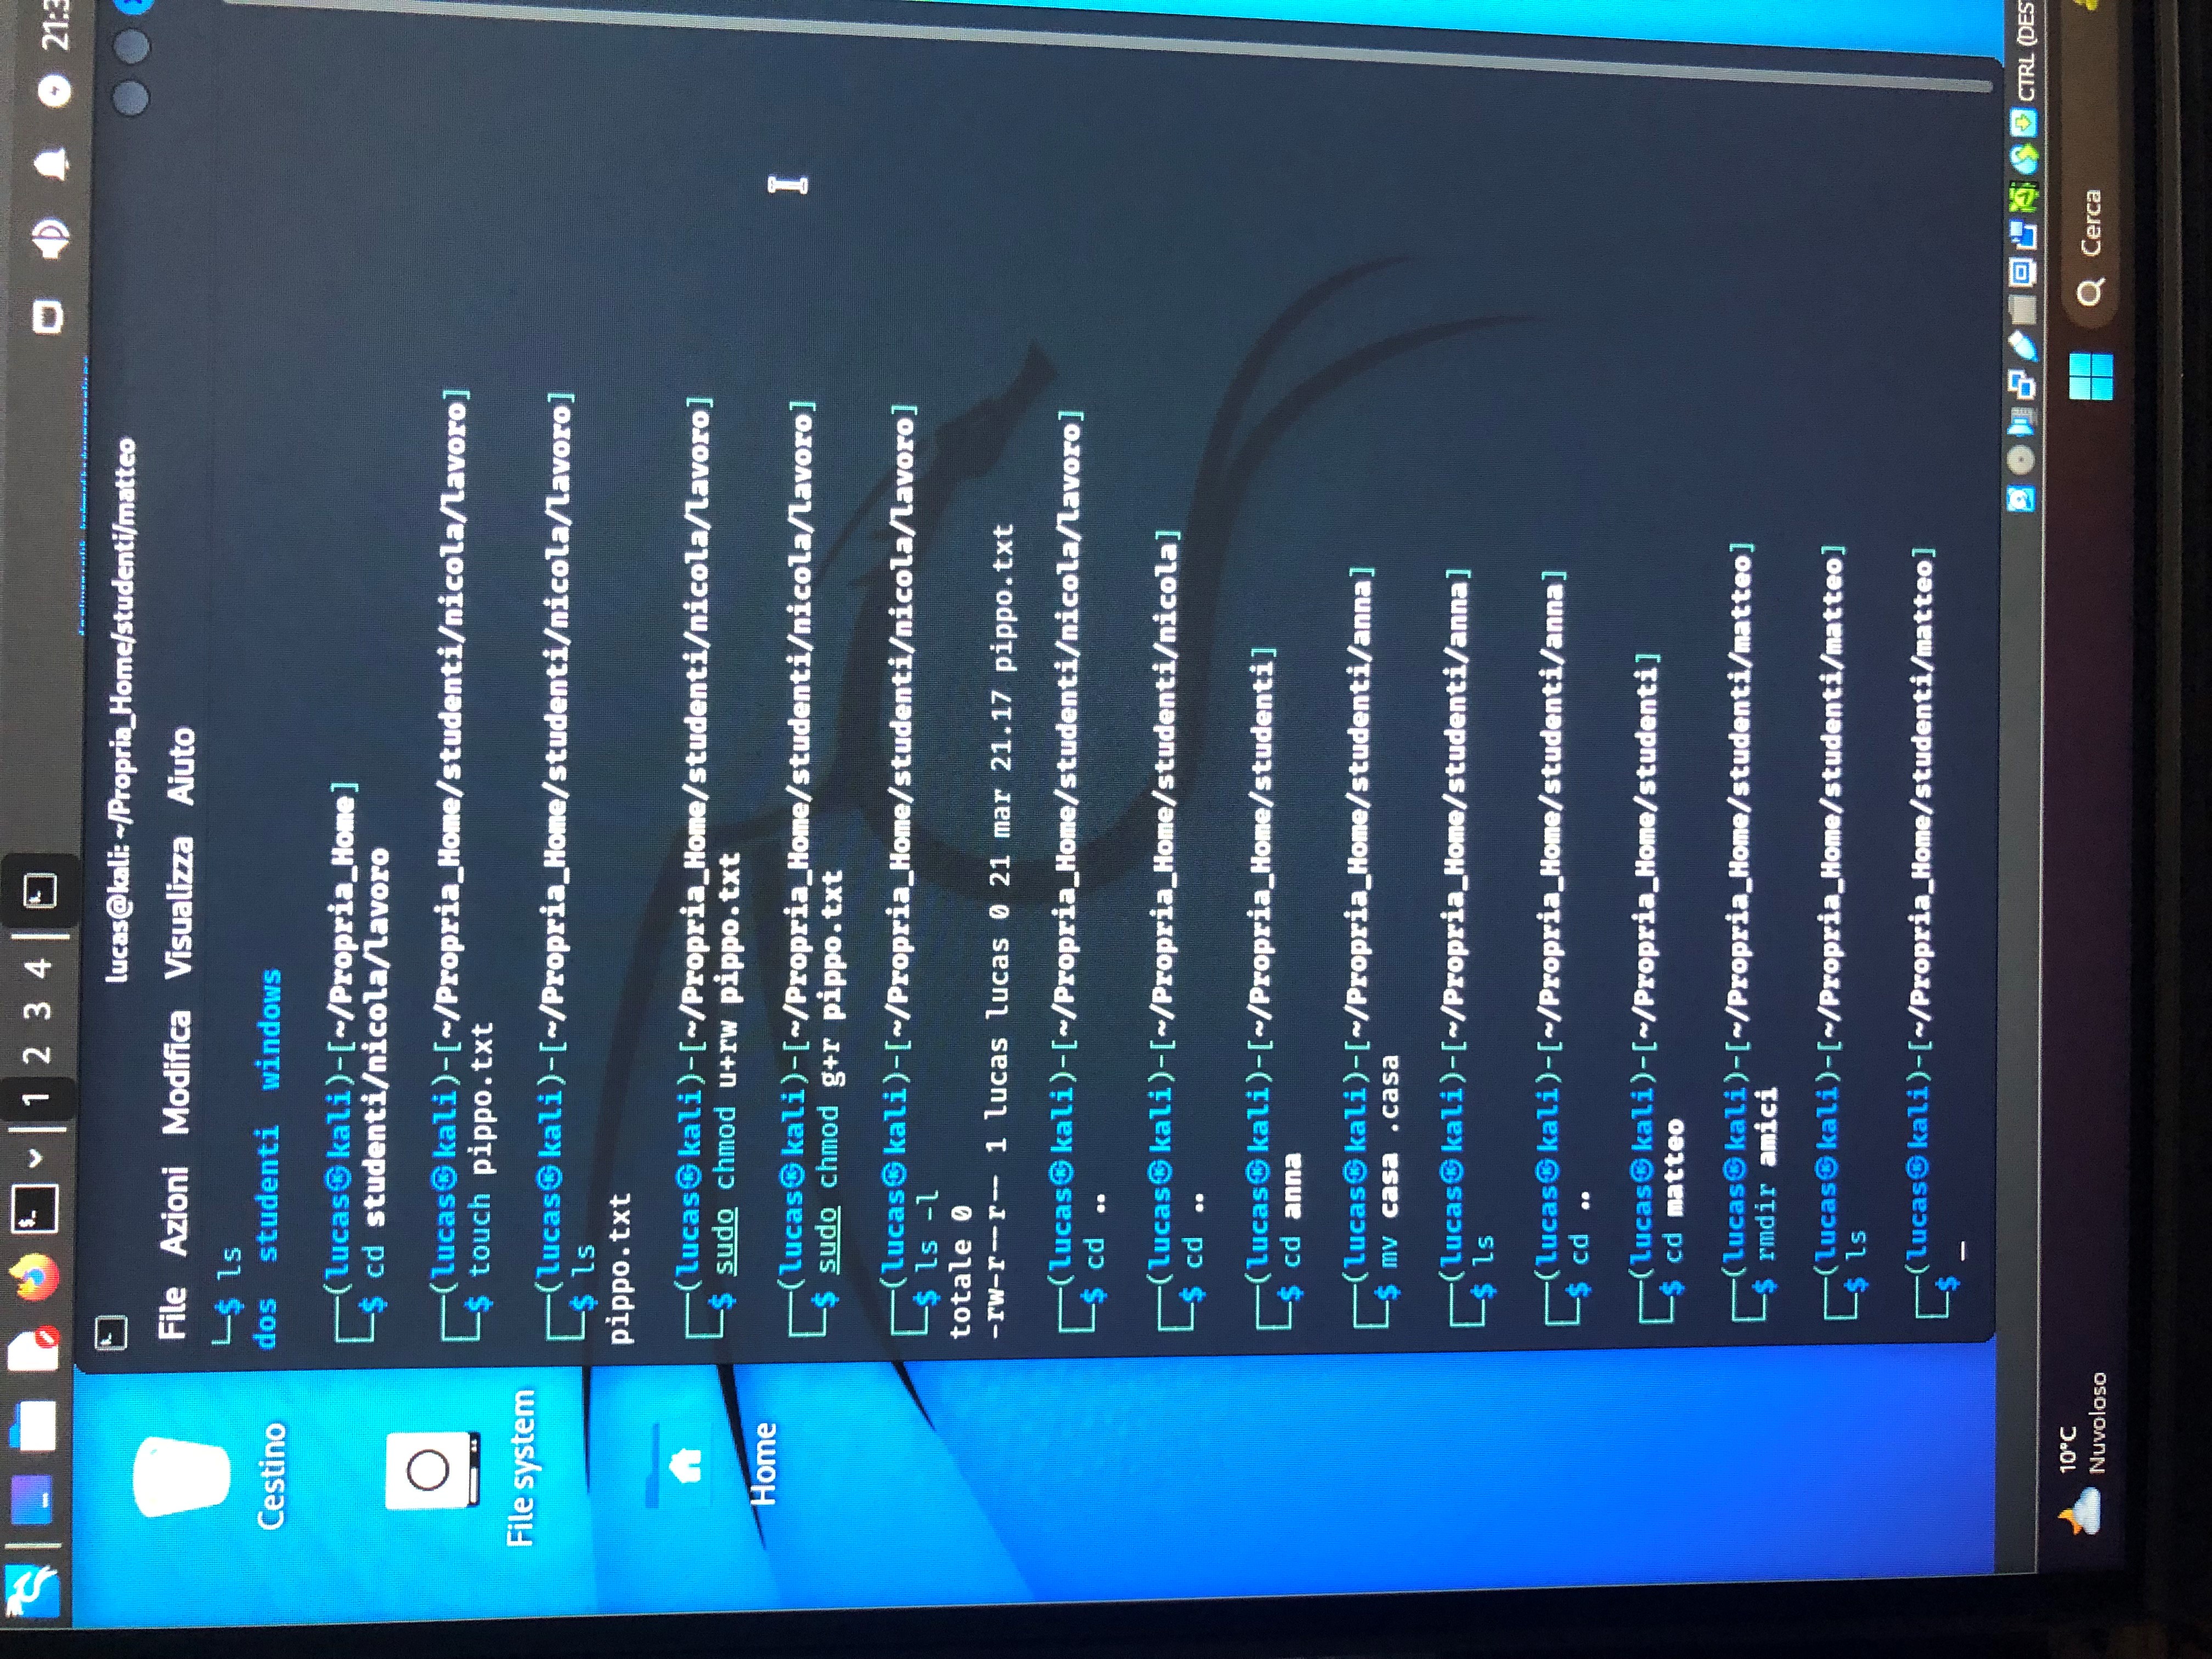 1 2 3 4
21:3
lucas@kali: ~/Propria_Home/studenti/matteo
File Azioni Modifica Visualizza Aiuto
Cestino
File system
Home
└─$ ls
dos studenti windows
┌──(lucas㉿kali)-[~/Propria_Home]
└─$ cd studenti/nicola/lavoro
┌──(lucas㉿kali)-[~/Propria_Home/studenti/nicola/lavoro]
└─$ touch pippo.txt
┌──(lucas㉿kali)-[~/Propria_Home/studenti/nicola/lavoro]
└─$ ls
pippo.txt
┌──(lucas㉿kali)-[~/Propria_Home/studenti/nicola/lavoro]
└─$ sudo chmod u+rw pippo.txt
┌──(lucas㉿kali)-[~/Propria_Home/studenti/nicola/lavoro]
└─$ sudo chmod g+r pippo.txt
┌──(lucas㉿kali)-[~/Propria_Home/studenti/nicola/lavoro]
└─$ ls -l
totale 0
-rw-r--r-- 1 lucas lucas 0 21 mar 21.17 pippo.txt
┌──(lucas㉿kali)-[~/Propria_Home/studenti/nicola/lavoro]
└─$ cd ..
┌──(lucas㉿kali)-[~/Propria_Home/studenti/nicola]
└─$ cd ..
┌──(lucas㉿kali)-[~/Propria_Home/studenti]
└─$ cd anna
┌──(lucas㉿kali)-[~/Propria_Home/studenti/anna]
└─$ mv casa .casa
┌──(lucas㉿kali)-[~/Propria_Home/studenti/anna]
└─$ ls
┌──(lucas㉿kali)-[~/Propria_Home/studenti/anna]
└─$ cd ..
┌──(lucas㉿kali)-[~/Propria_Home/studenti]
└─$ cd matteo
┌──(lucas㉿kali)-[~/Propria_Home/studenti/matteo]
└─$ rmdir amici
┌──(lucas㉿kali)-[~/Propria_Home/studenti/matteo]
└─$ ls
┌──(lucas㉿kali)-[~/Propria_Home/studenti/matteo]
└─$ _
CTRL (DES
10°C
Nuvoloso
Cerca